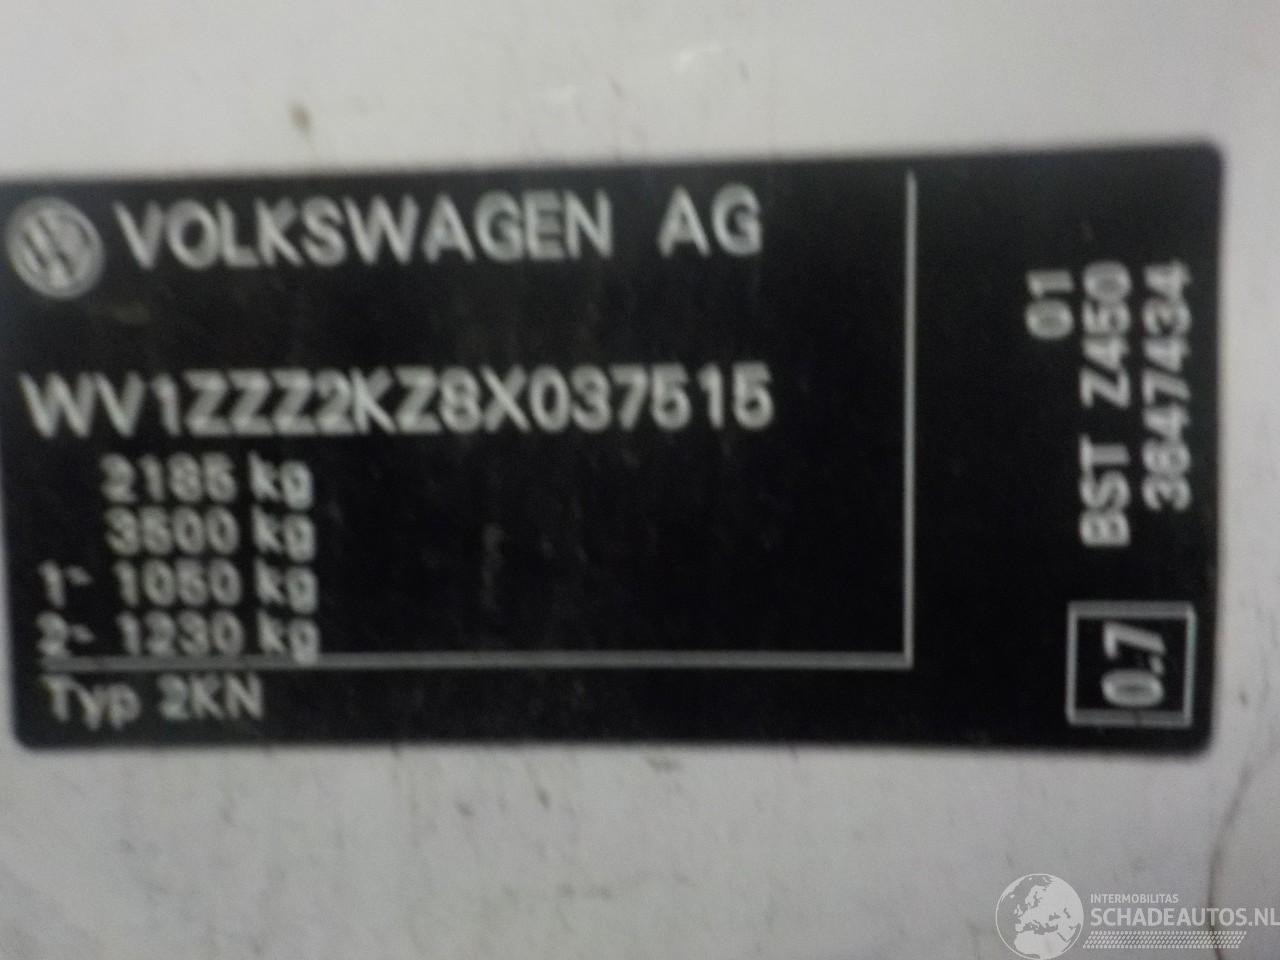 VOLKSWAGEN AG
WV1ZZZ2KZ8X037515
2185 kg
3500 kg
1- 1050 kg
2- 1230 kg
Typ 2KN
01
BST Z450
3647434
0.7
INTERMOBILITAS
SCHADEAUTOS.NL